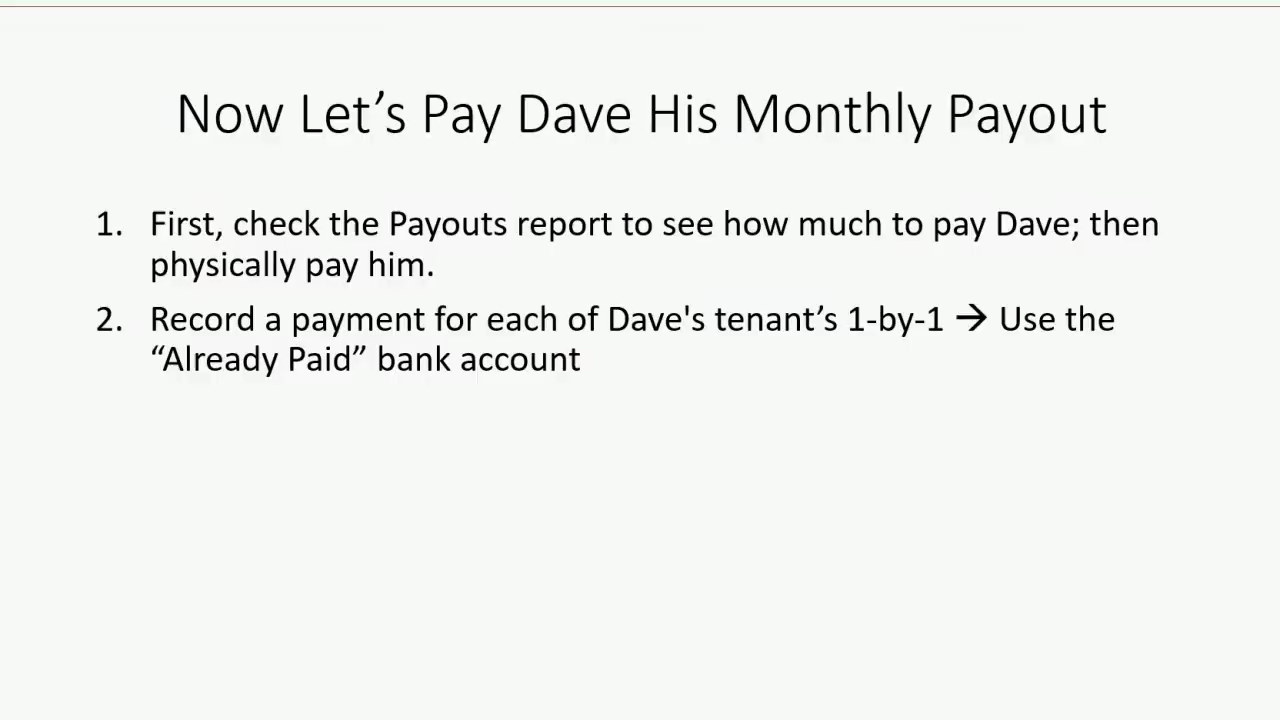 Now Let’s Pay Dave His Monthly Payout
1. First, check the Payouts report to see how much to pay Dave; then
physically pay him.
2. Record a payment for each of Dave's tenant’s 1-by-1 → Use the
“Already Paid” bank account